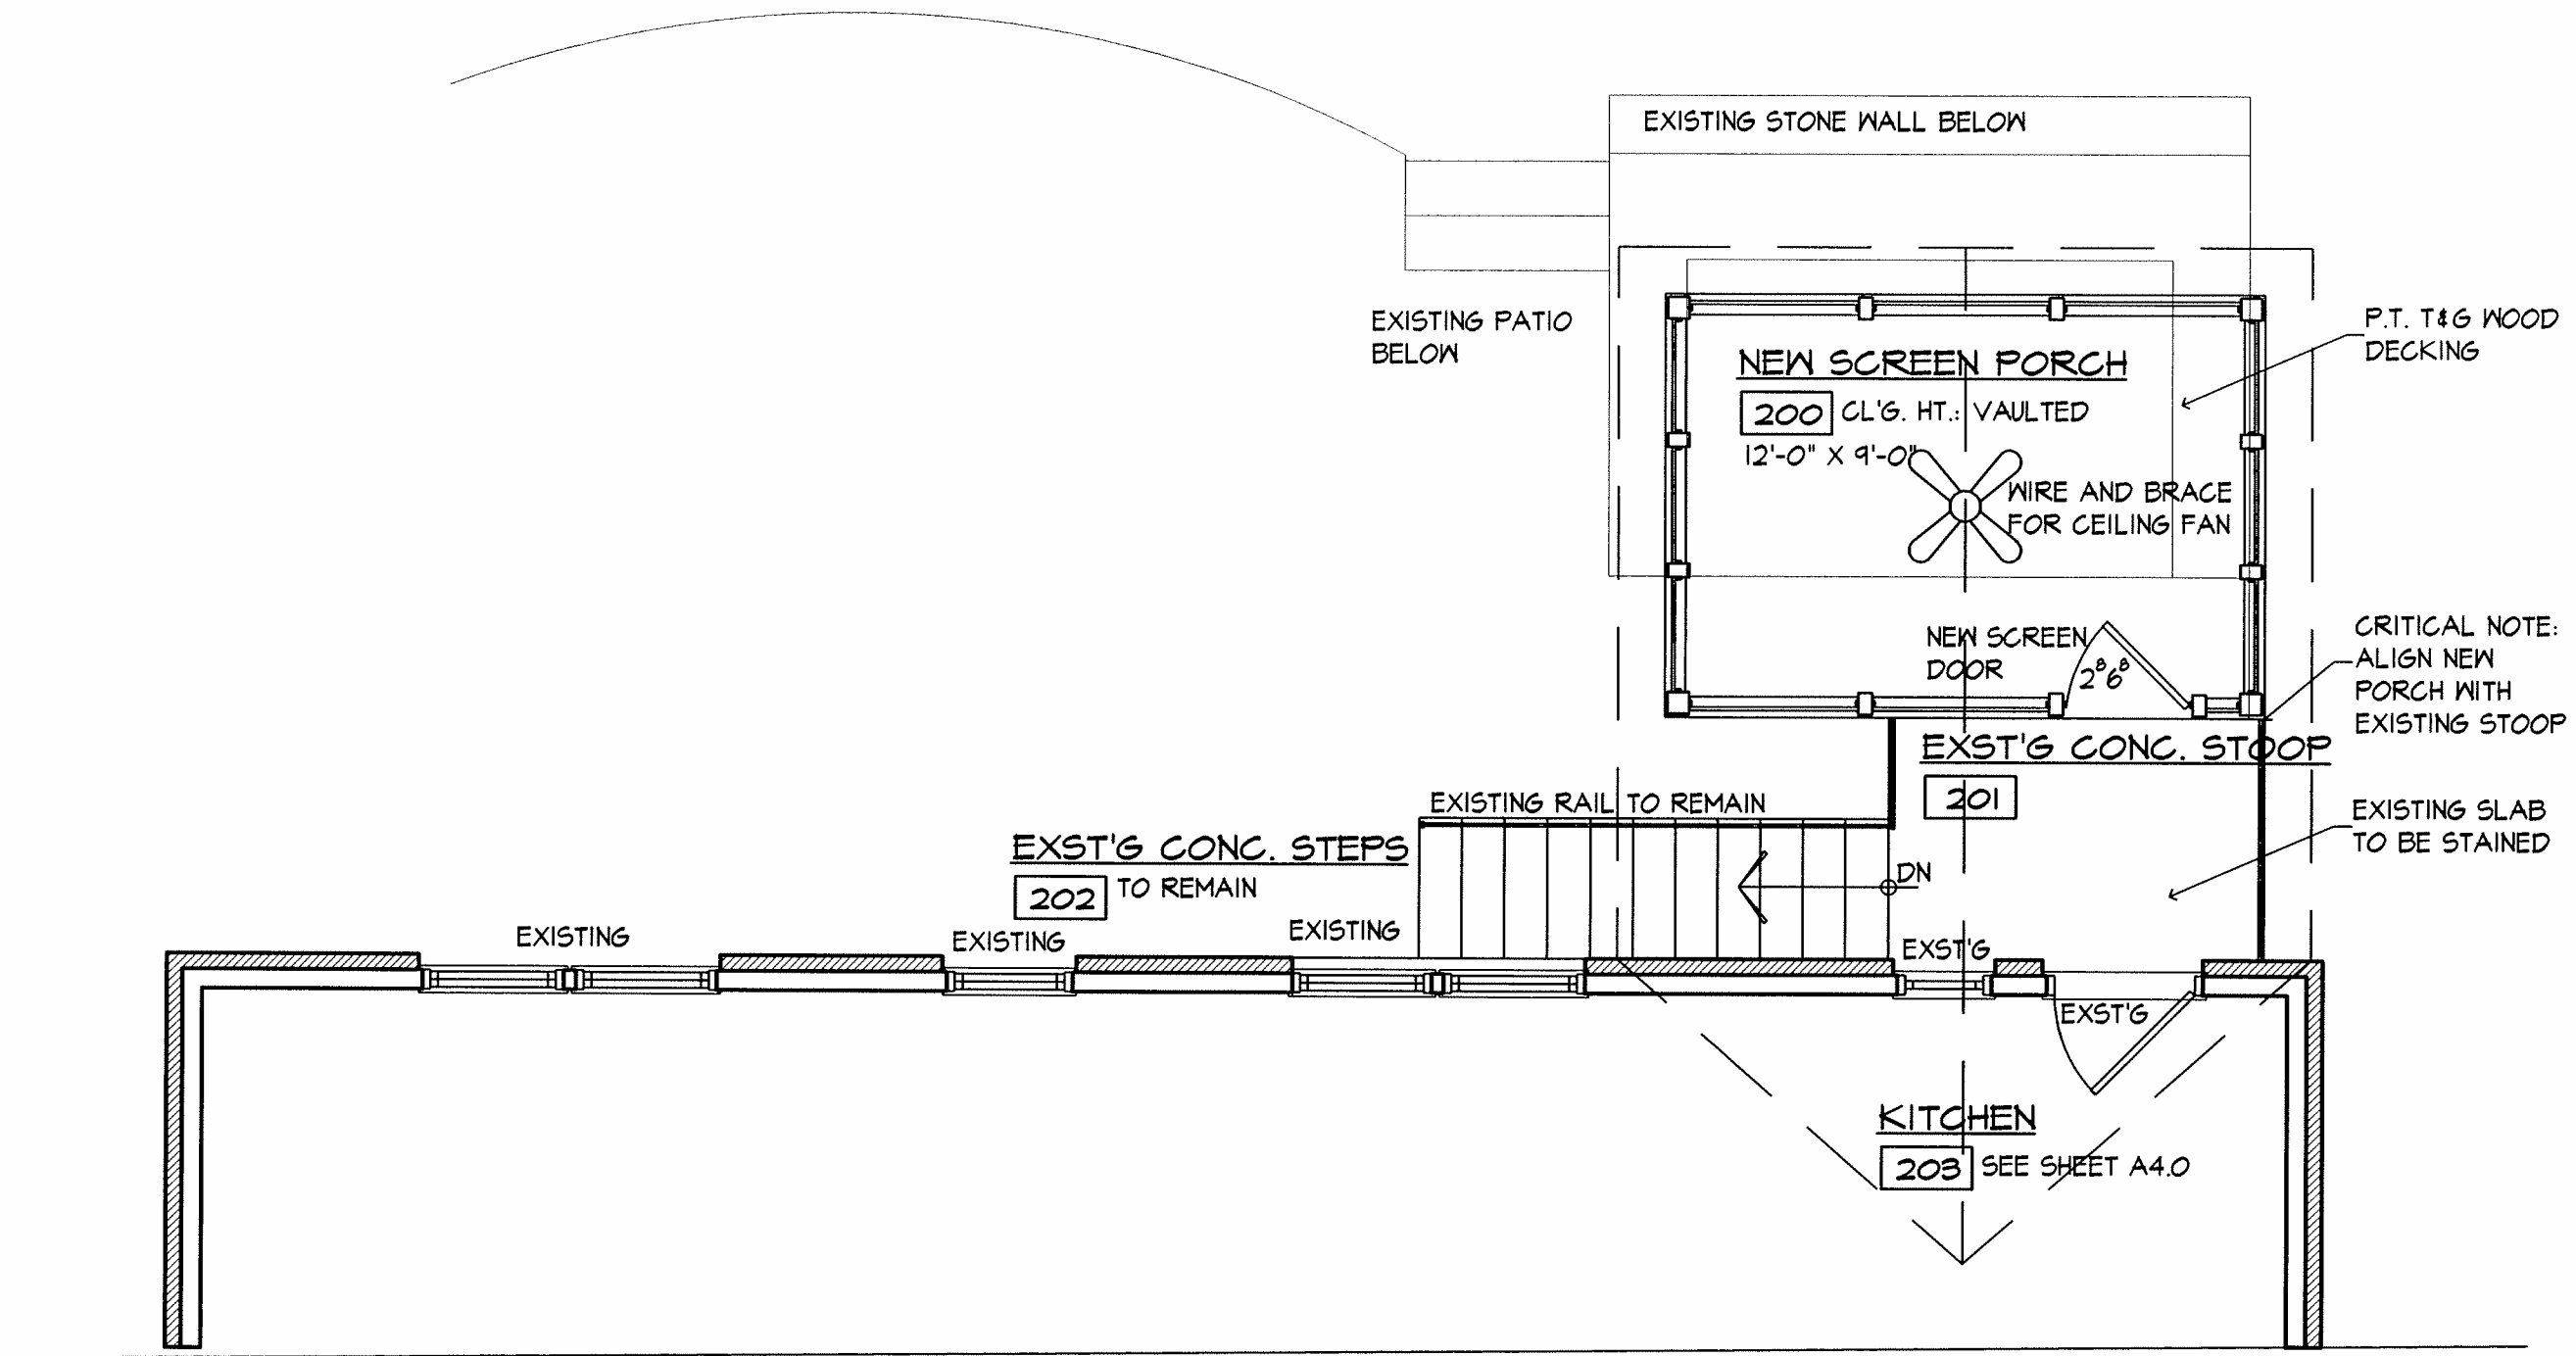 EXISTING STONE WALL BELOW
EXISTING PATIO
BELOW
P.T. T&G WOOD
DECKING
NEW SCREEN PORCH
200 CL'G. HT.: VAULTED
12'-0" X 9'-0"
WIRE AND BRACE
FOR CEILING FAN
NEW SCREEN
DOOR
2⁸6⁸
CRITICAL NOTE:
ALIGN NEW
PORCH WITH
EXISTING STOOP
EXST'G CONC. STOOP
201
EXISTING RAIL TO REMAIN
EXISTING SLAB
TO BE STAINED
EXST'G CONC. STEPS
202 TO REMAIN
DN
EXISTING
EXISTING
EXISTING
EXST'G
EXST'G
KITCHEN
203 SEE SHEET A4.0